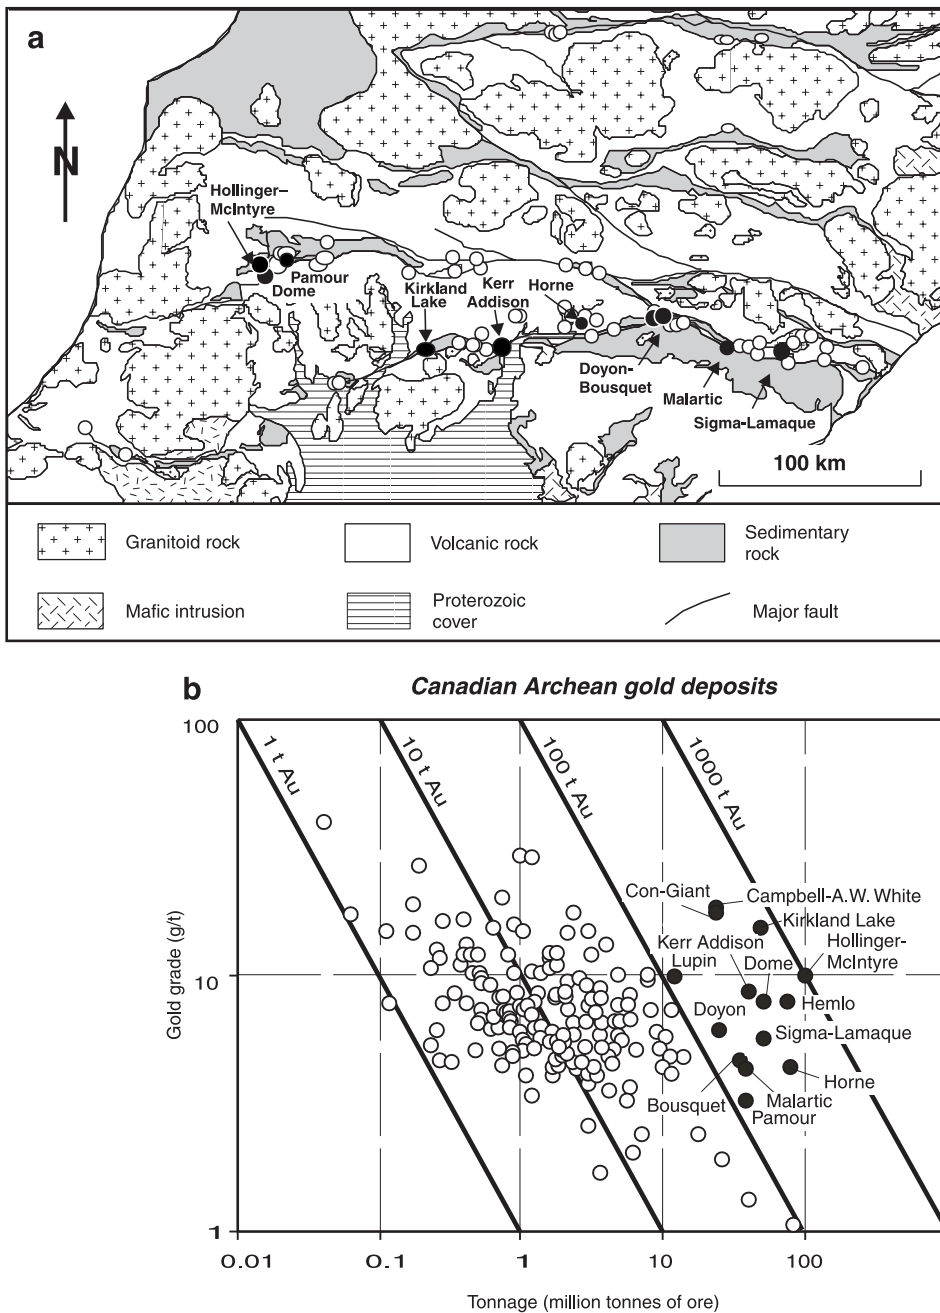 a
N
Hollinger–
McIntyre
Pamour
Dome
Kirkland
Lake
Kerr
Addison
Horne
Doyon-
Bousquet
Malartic
Sigma-Lamaque
100 km
Granitoid rock
Volcanic rock
Sedimentary
rock
Mafic intrusion
Proterozoic
cover
Major fault
b
Canadian Archean gold deposits
100
10
1
Gold grade (g/t)
1 t Au
10 t Au
100 t Au
1000 t Au
Con-Giant
Campbell-A.W. White
Kirkland Lake
Kerr Addison
Lupin
Dome
Hollinger-
McIntyre
Doyon
Hemlo
Sigma-Lamaque
Bousquet
Horne
Malartic
Pamour
0.01
0.1
1
10
100
Tonnage (million tonnes of ore)